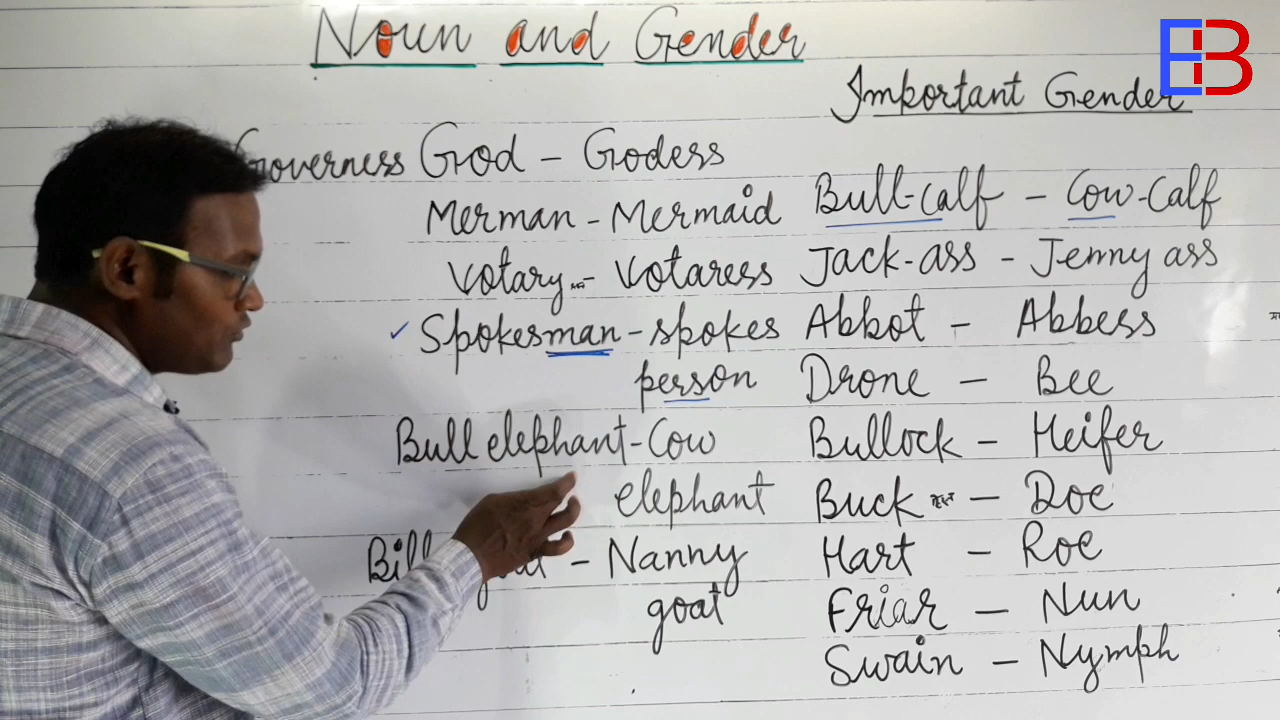 Noun and Gender
EB
Important Gender
Governess God - Godess
Merman - Mermaid
Votary - Votaress
✓ Spokesman - spokes
person
Bull elephant - Cow
elephant
- Nanny
goat
Bull-calf - Cow-Calf
Jack-ass - Jenny ass
Abbot - Abbess
Drone - Bee
Bullock - Heifer
Buck - Doe
Hart - Roe
Friar - Nun
Swain - Nymph